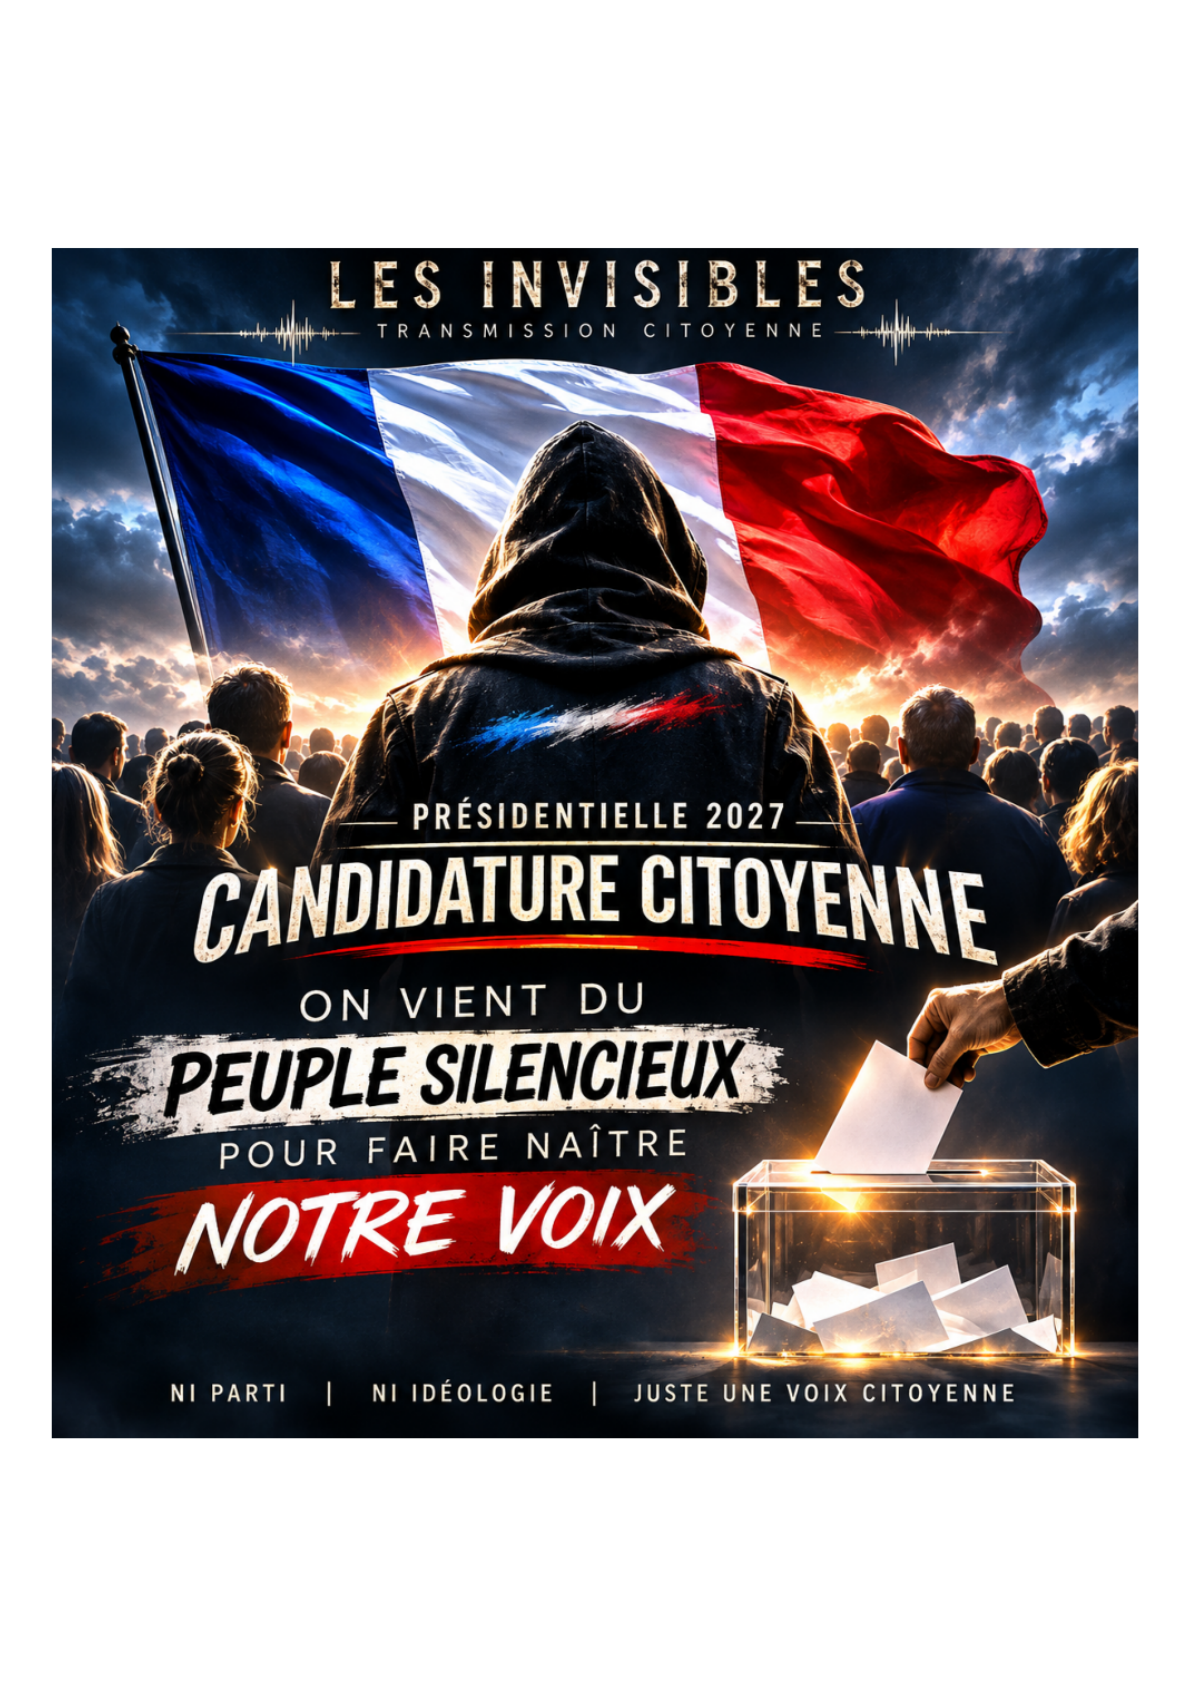 LES INVISIBLES
TRANSMISSION CITOYENNE
PRÉSIDENTIELLE 2027
CANDIDATURE CITOYENNE
ON VIENT DU
PEUPLE SILENCIEUX
POUR FAIRE NAÎTRE
NOTRE VOIX
NI PARTI | NI IDÉOLOGIE | JUSTE UNE VOIX CITOYENNE